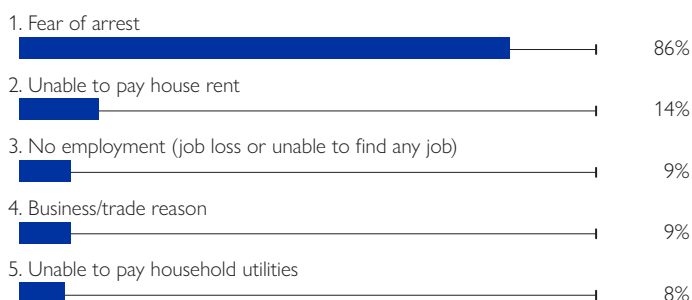 1. Fear of arrest
86%
2. Unable to pay house rent
14%
3. No employment (job loss or unable to find any job)
9%
4. Business/trade reason
9%
5. Unable to pay household utilities
8%